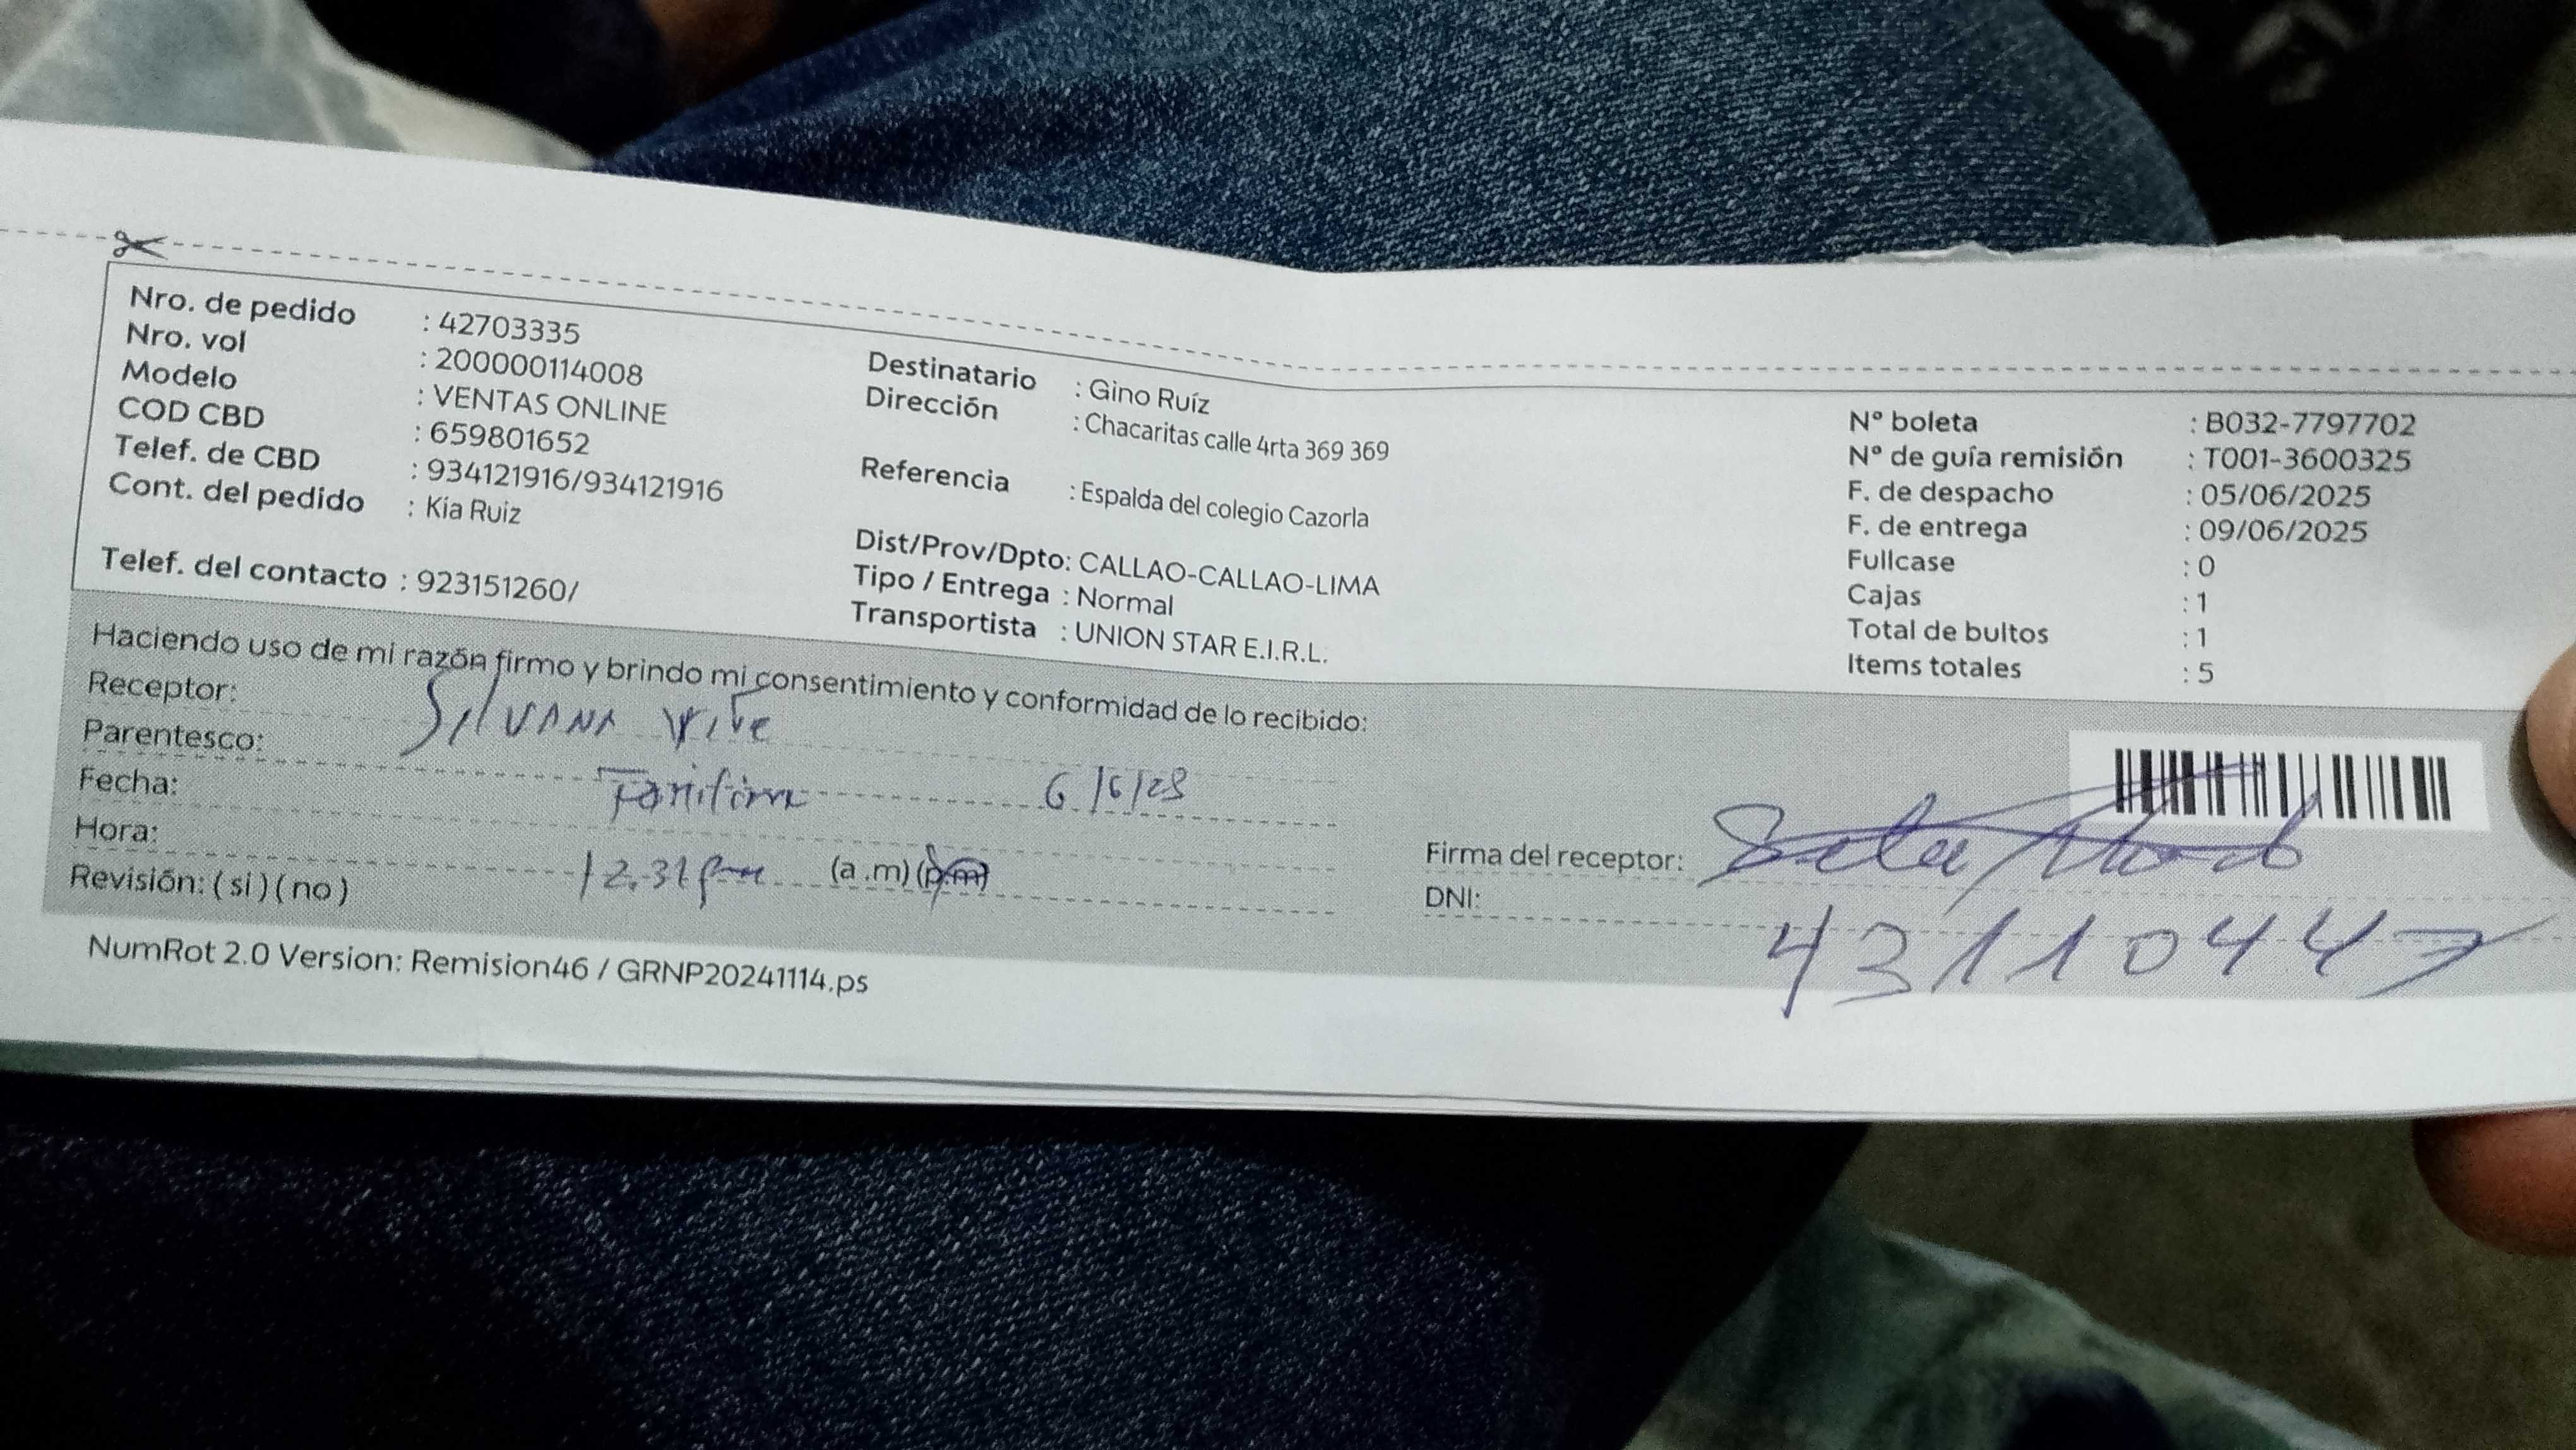 Nro. de pedido : 42703335
Nro. vol : 200000114008
Modelo : VENTAS ONLINE
COD CBD : 659801652
Telef. de CBD : 934121916/934121916
Cont. del pedido : Kia Ruiz
Telef. del contacto : 923151260/
Destinatario : Gino Ruíz
Dirección : Chacaritas calle 4rta 369 369
Referencia : Espalda del colegio Cazorla
Dist/Prov/Dpto: CALLAO-CALLAO-LIMA
Tipo / Entrega : Normal
Transportista : UNION STAR E.I.R.L.
Nº boleta : B032-7797702
Nº de guía remisión : T001-3600325
F. de despacho : 05/06/2025
F. de entrega : 09/06/2025
Fullcase : 0
Cajas : 1
Total de bultos : 1
Items totales : 5
Haciendo uso de mi razón firmo y brindo mi consentimiento y conformidad de lo recibido:
Receptor: SILVANA
Parentesco:
Fecha: 6/6/25
Hora: 12.31 pm (a.m)(p.m)
Revisión: (si)(no)
Firma del receptor:
DNI: 43110447
NumRot 2.0 Version: Remision46 / GRNP20241114.ps